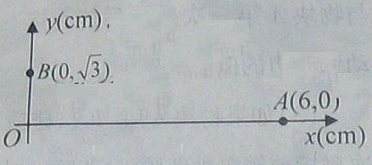 y(cm)
B(0,√3)
A(6,0)
O
x(cm)